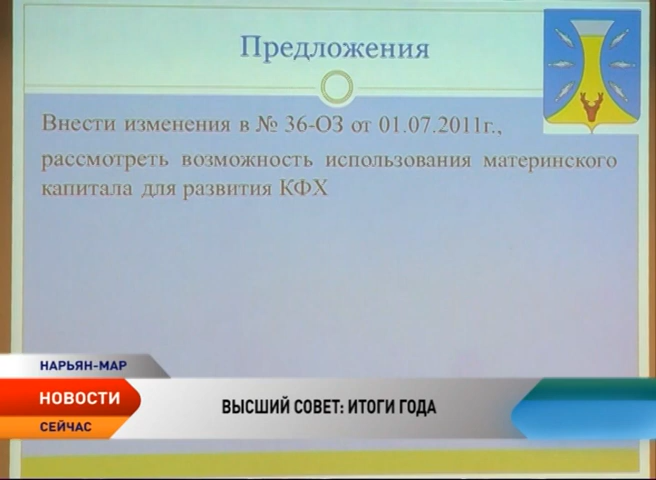 Предложения
Внести изменения в № 36-ОЗ от 01.07.2011г.,
рассмотреть возможность использования материнского
капитала для развития КФХ
НАРЬЯН-МАР
НОВОСТИ
СЕЙЧАС
ВЫСШИЙ СОВЕТ: ИТОГИ ГОДА